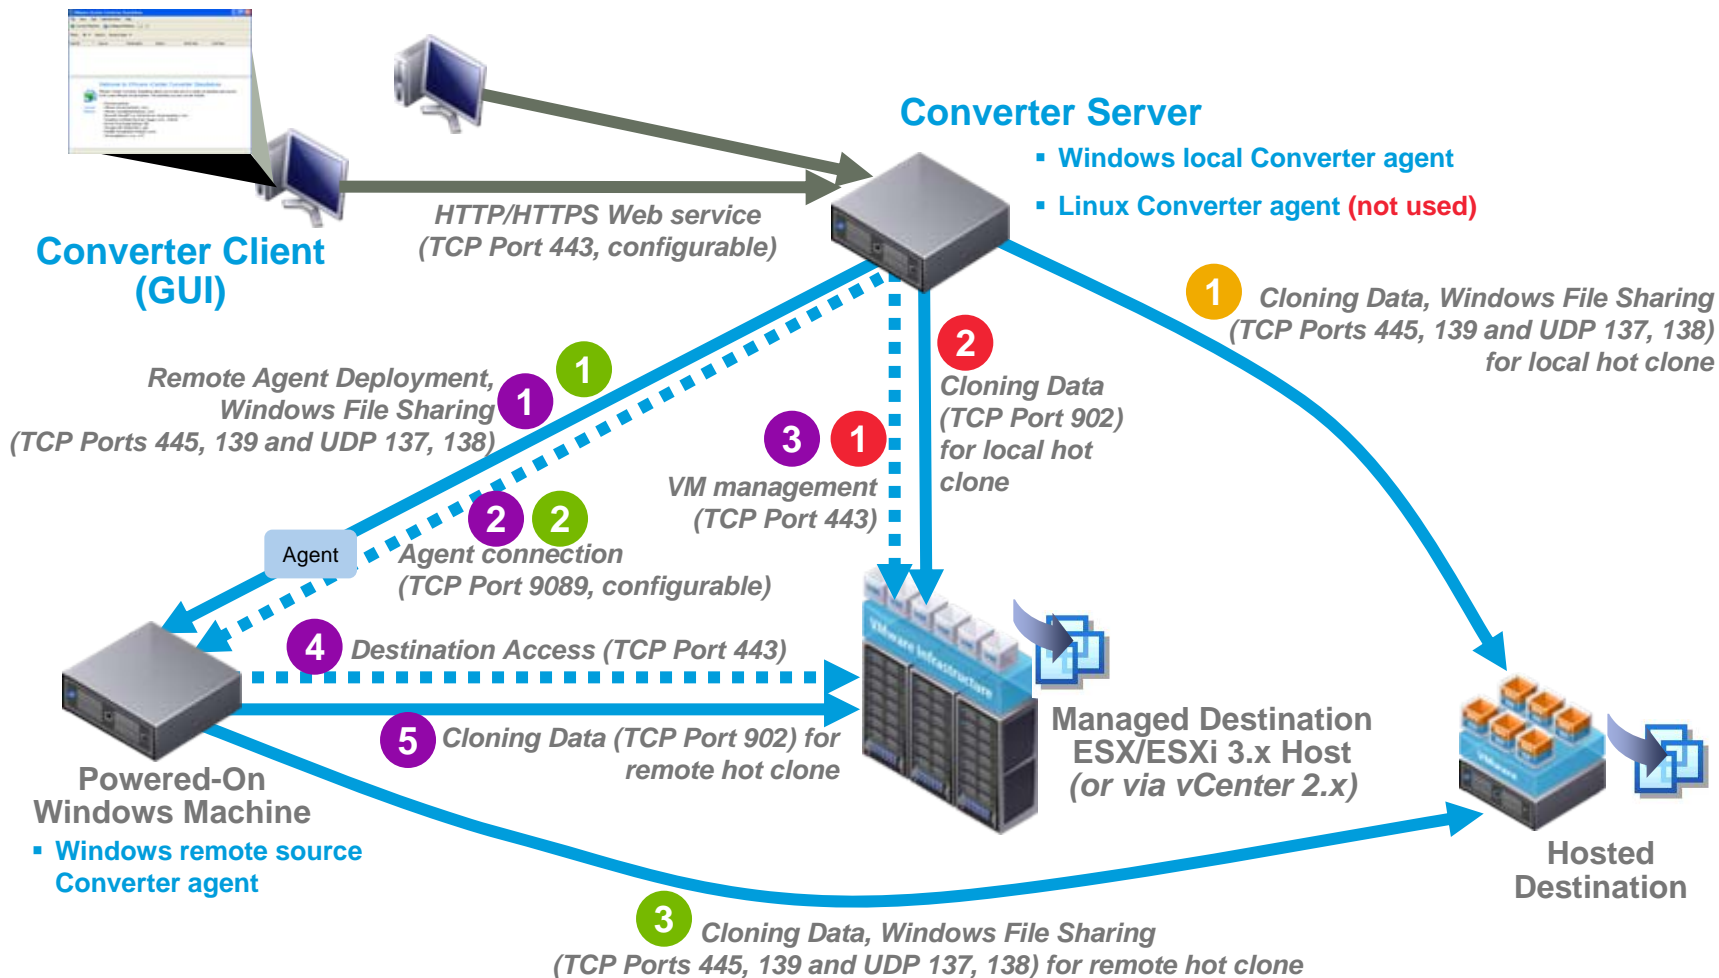 Converter Server
▪ Windows local Converter agent
▪ Linux Converter agent (not used)
HTTP/HTTPS Web service
(TCP Port 443, configurable)
Converter Client
(GUI)
1
Cloning Data, Windows File Sharing
(TCP Ports 445, 139 and UDP 137, 138)
for local hot clone
2
Cloning Data
(TCP Port 902)
for local hot
clone
1
1
Remote Agent Deployment,
Windows File Sharing
(TCP Ports 445, 139 and UDP 137, 138)
3
1
VM management
(TCP Port 443)
2
2
Agent connection
(TCP Port 9089, configurable)
Agent
4
Destination Access (TCP Port 443)
5
Cloning Data (TCP Port 902) for
remote hot clone
Powered-On
Windows Machine
▪ Windows remote source
Converter agent
VMware Infrastructure
Managed Destination
ESX/ESXi 3.x Host
(or via vCenter 2.x)
VMware
Hosted
Destination
3
Cloning Data, Windows File Sharing
(TCP Ports 445, 139 and UDP 137, 138) for remote hot clone